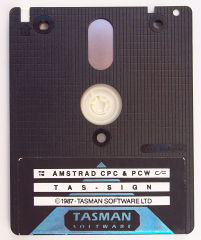 AMSTRAD CPC & PCW
TAS-SIGN
©1987-TASMAN SOFTWARE LTD
TASMAN
SOFTWARE